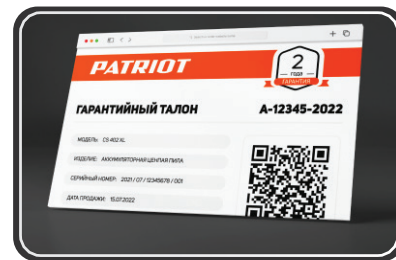 PATRIOT
2
ГОДА
ГАРАНТИЯ
ГАРАНТИЙНЫЙ ТАЛОН
A-12345-2022
МОДЕЛЬ: CS 402 XL
ИЗДЕЛИЕ: АККУМУЛЯТОРНАЯ ЦЕПНАЯ ПИЛА
СЕРИЙНЫЙ НОМЕР: 2021 / 07 / 12345678 / 001
ДАТА ПРОДАЖИ: 15.07.2022